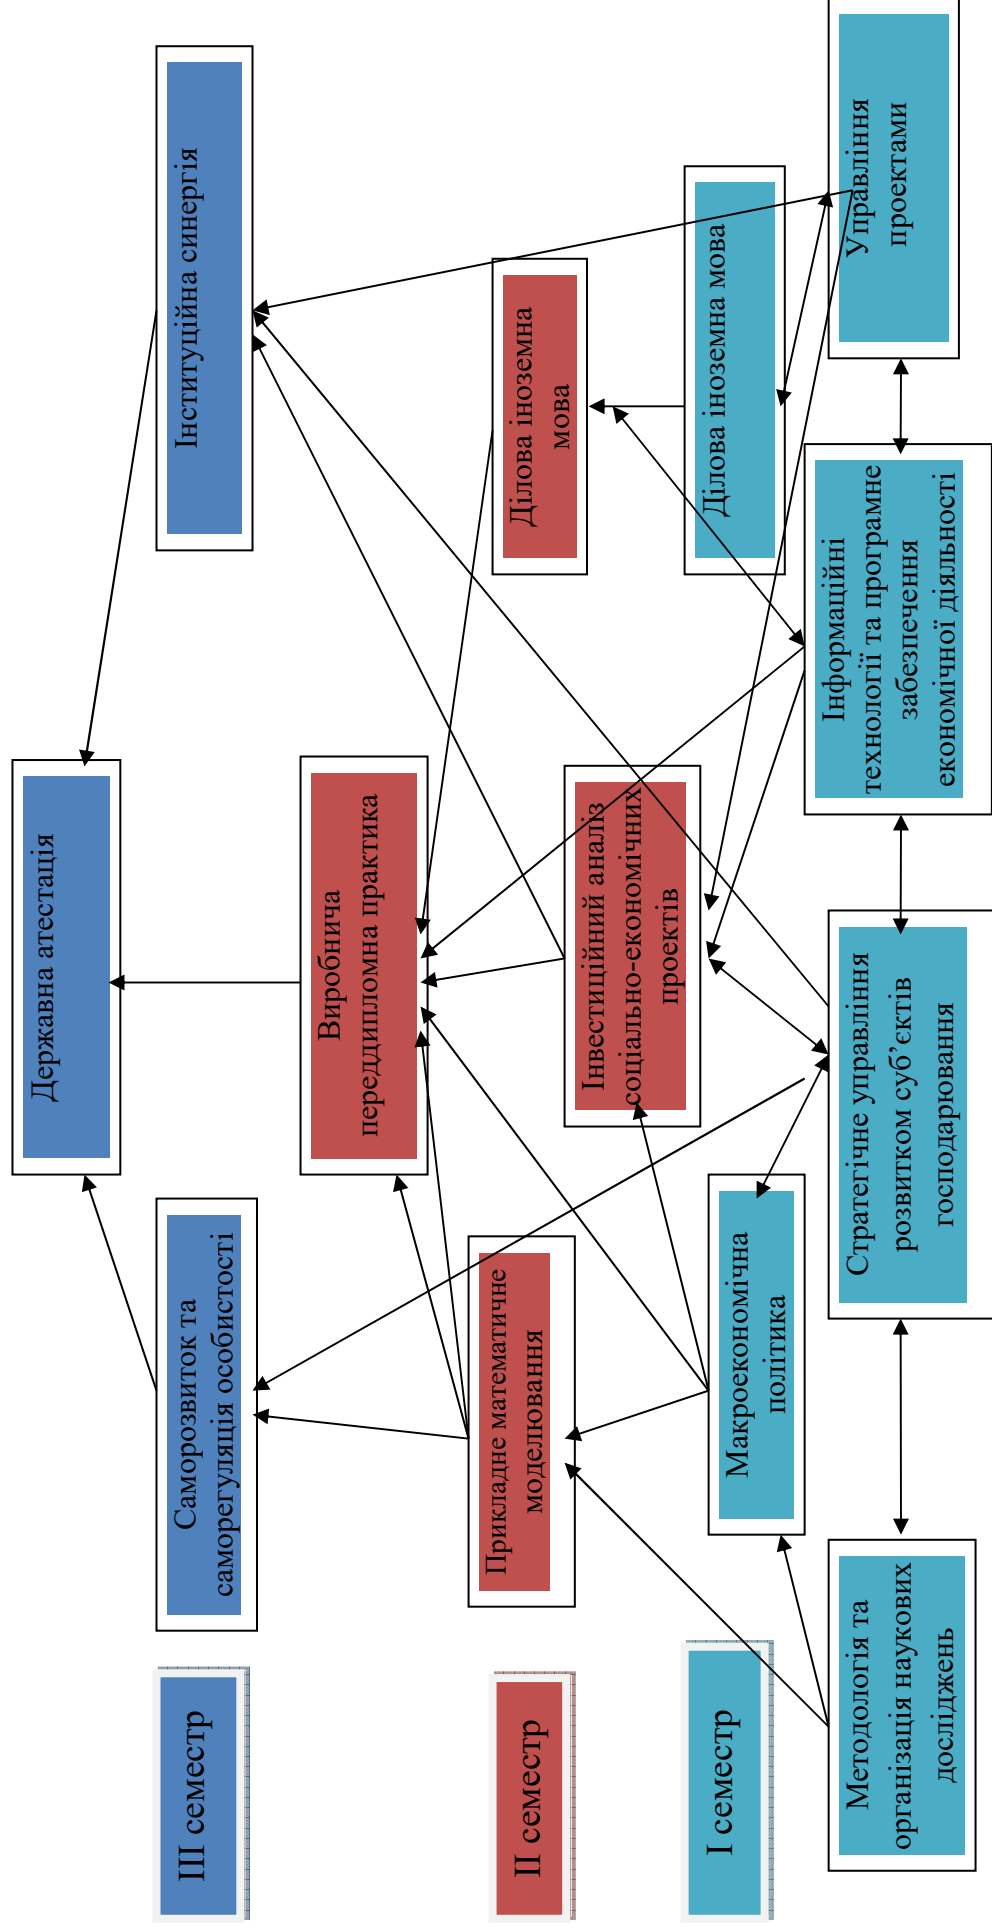 Державна атестація
III семестр
Саморозвиток та
саморегуляція особистості
Інституційна синергія
Виробнича
переддипломна практика
II семестр
Прикладне математичне
моделювання
Ділова іноземна
мова
Інвестиційний аналіз
соціально-економічних
проектів
I семестр
Макроекономічна
політика
Ділова іноземна мова
Методологія та
організація наукових
досліджень
Стратегічне управління
розвитком суб’єктів
господарювання
Інформаційні
технології та програмне
забезпечення
економічної діяльності
Управління
проектами